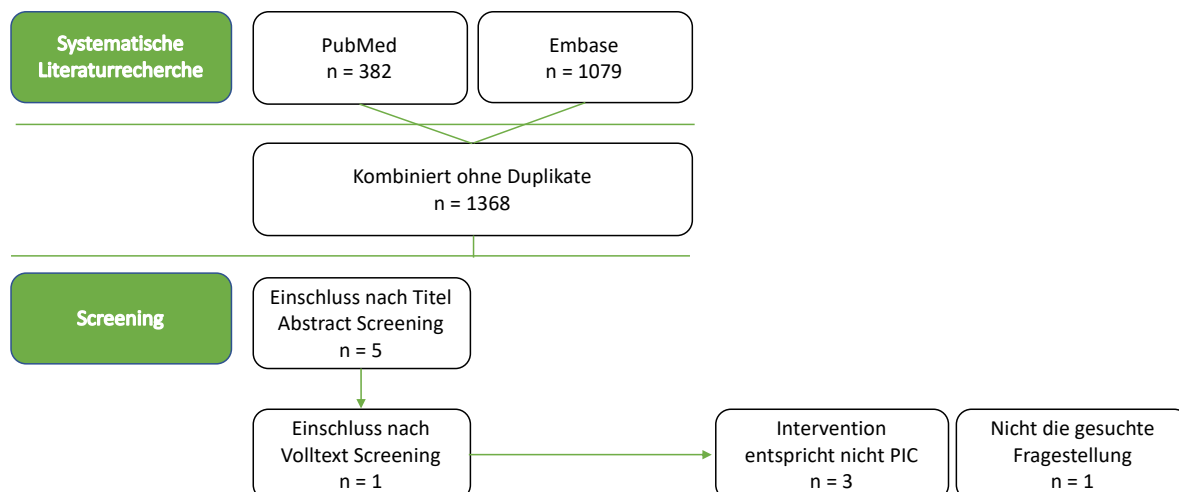 Systematische
Literaturrecherche
PubMed
n = 382
Embase
n = 1079
Kombiniert ohne Duplikate
n = 1368
Screening
Einschluss nach Titel
Abstract Screening
n = 5
Einschluss nach
Volltext Screening
n = 1
Intervention
entspricht nicht PIC
n = 3
Nicht die gesuchte
Fragestellung
n = 1